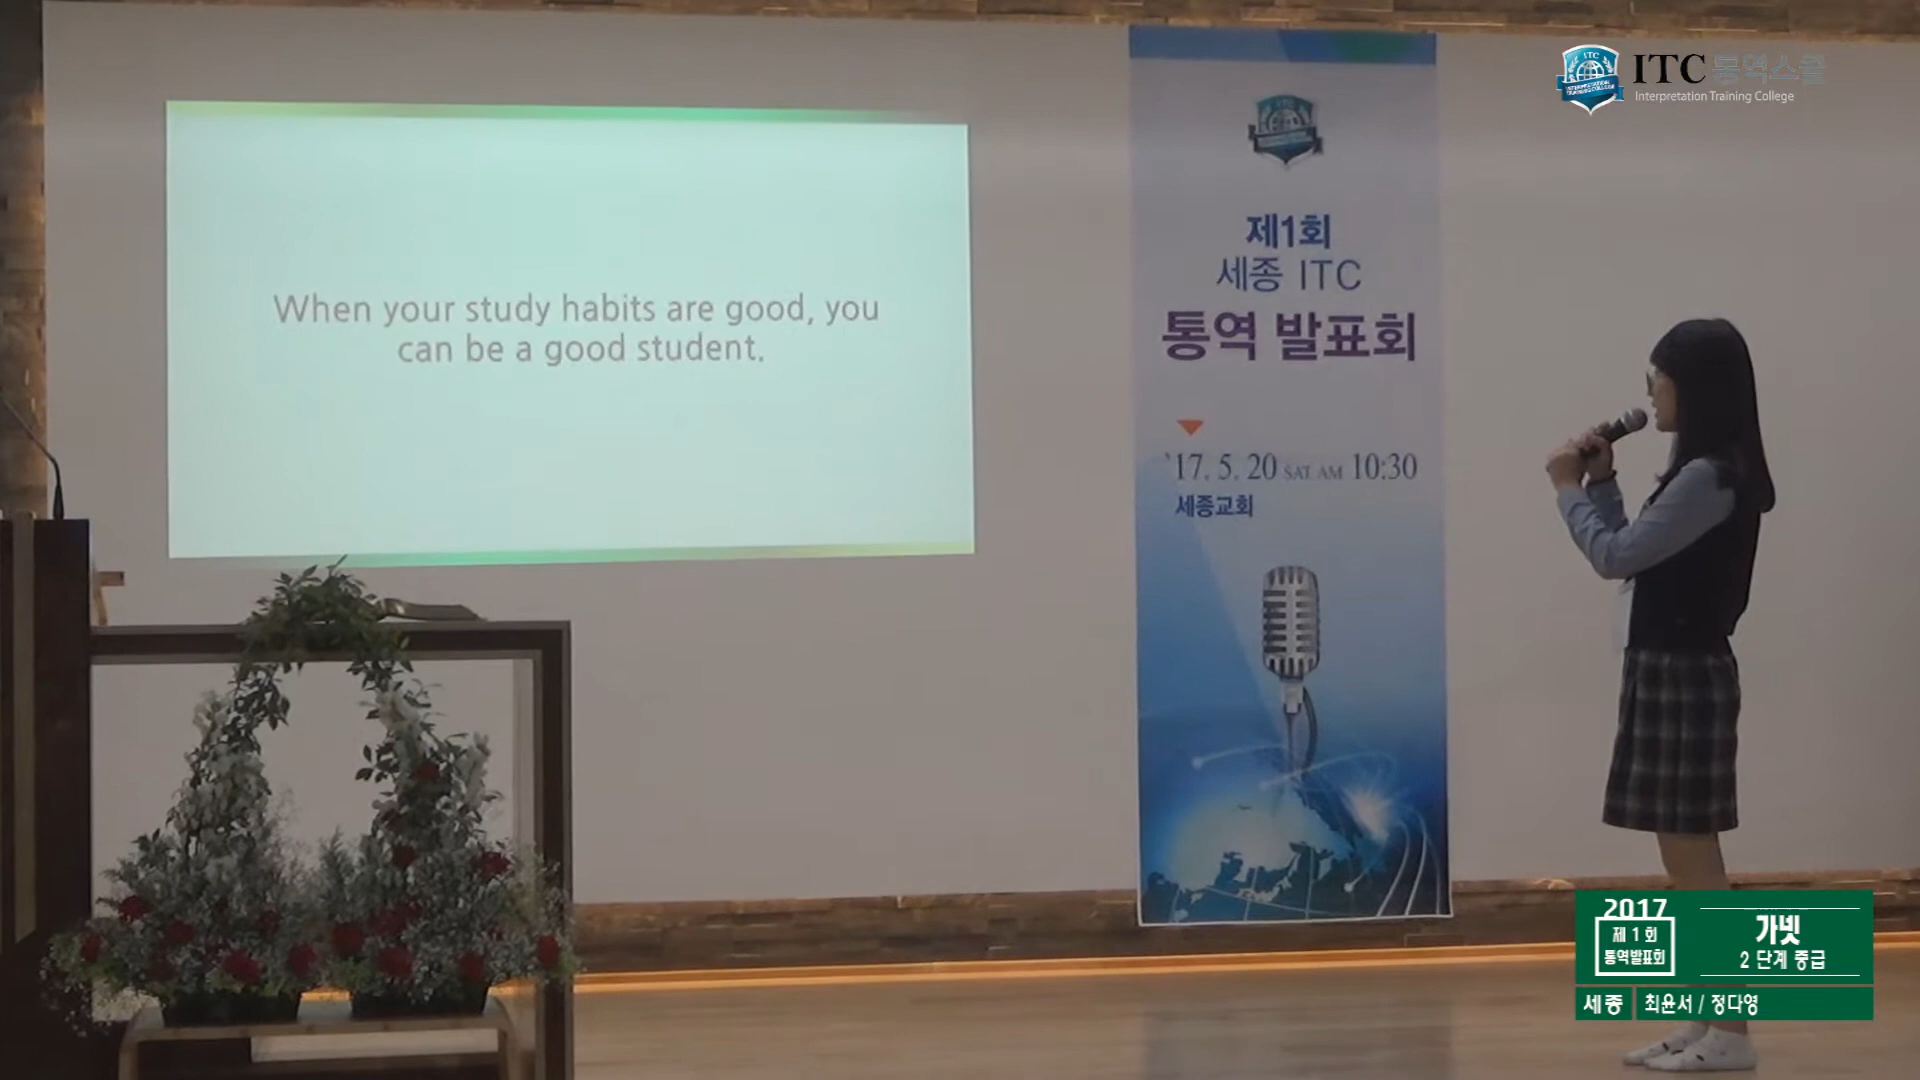 When your study habits are good, you
can be a good student.
제1회
세종 ITC
통역 발표회
'17. 5. 20 SAT. AM 10:30
세종교회
ITC 통역스쿨
Interpretation Training College
ITC
2017
제 1 회
통역발표회
가넷
2 단계 중급
세종
최윤서 / 정다영